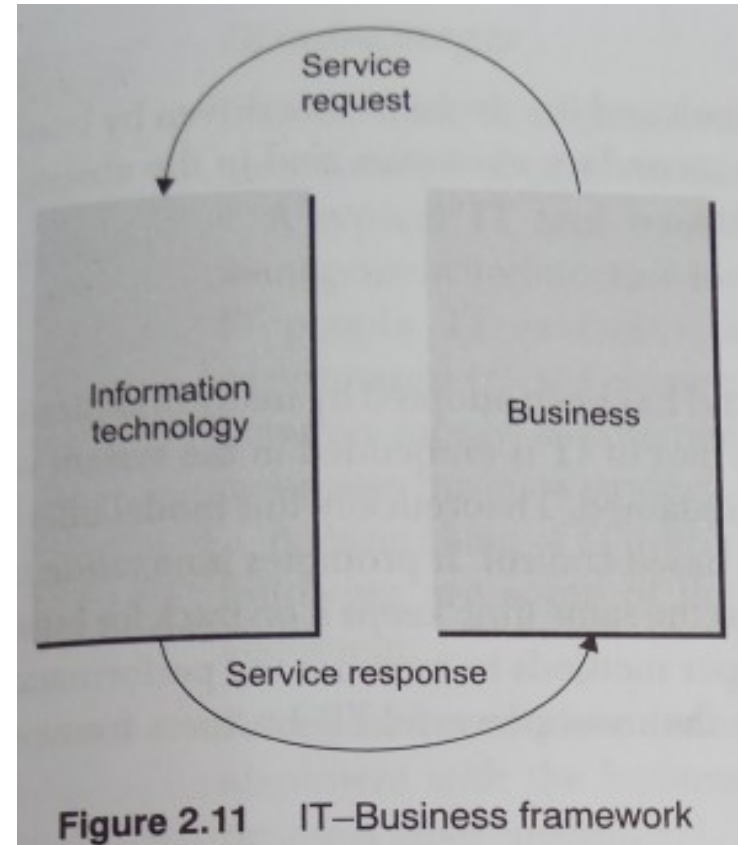 Service
request
Information
technology
Business
Service response
Figure 2.11 IT–Business framework